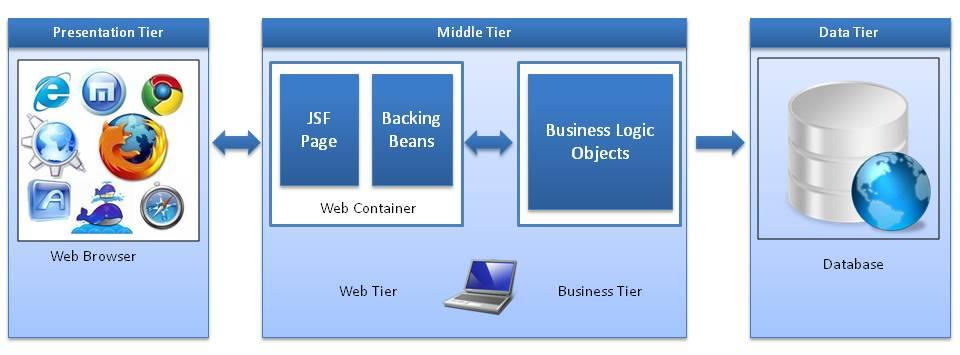 Presentation Tier
Middle Tier
Data Tier
JSF
Page
Backing
Beans
Business Logic
Objects
Web Container
Web Browser
Web Tier
Business Tier
Database